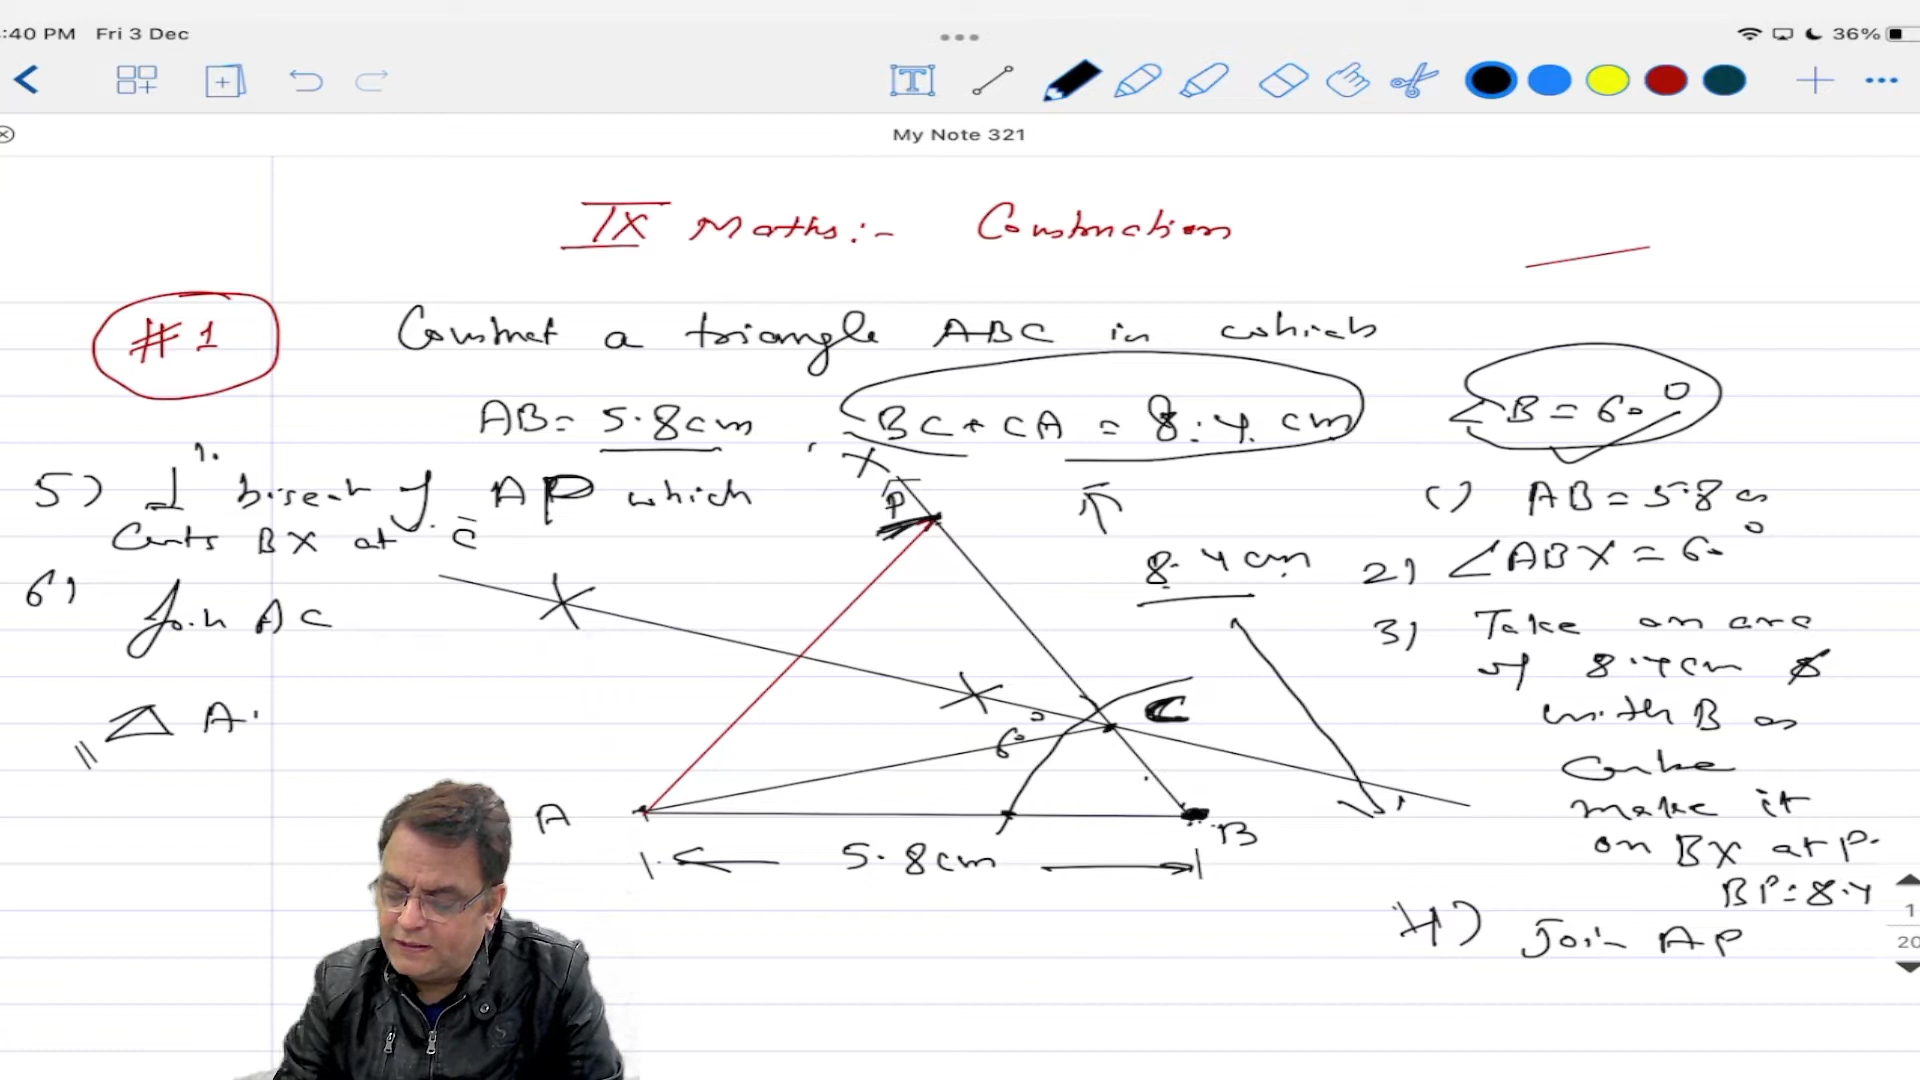 :40 PM Fri 3 Dec
36%
My Note 321
IX Maths:- Construction
#1
Construct a triangle ABC in which
AB = 5.8cm , BC + CA = 8.4 cm
∠B = 60°
5) ⊥r. bisect of AP which
Cuts BX at C
6) Join AC
△ A
X
P
8.4 cm
60°
C
A
B
5.8cm
1) AB = 5.8 cm
2) ∠ABX = 60°
3) Take an arc
of 8.4cm
with B as
Centre
make it
on BX at P.
BP = 8.4
4) Join AP
1
20